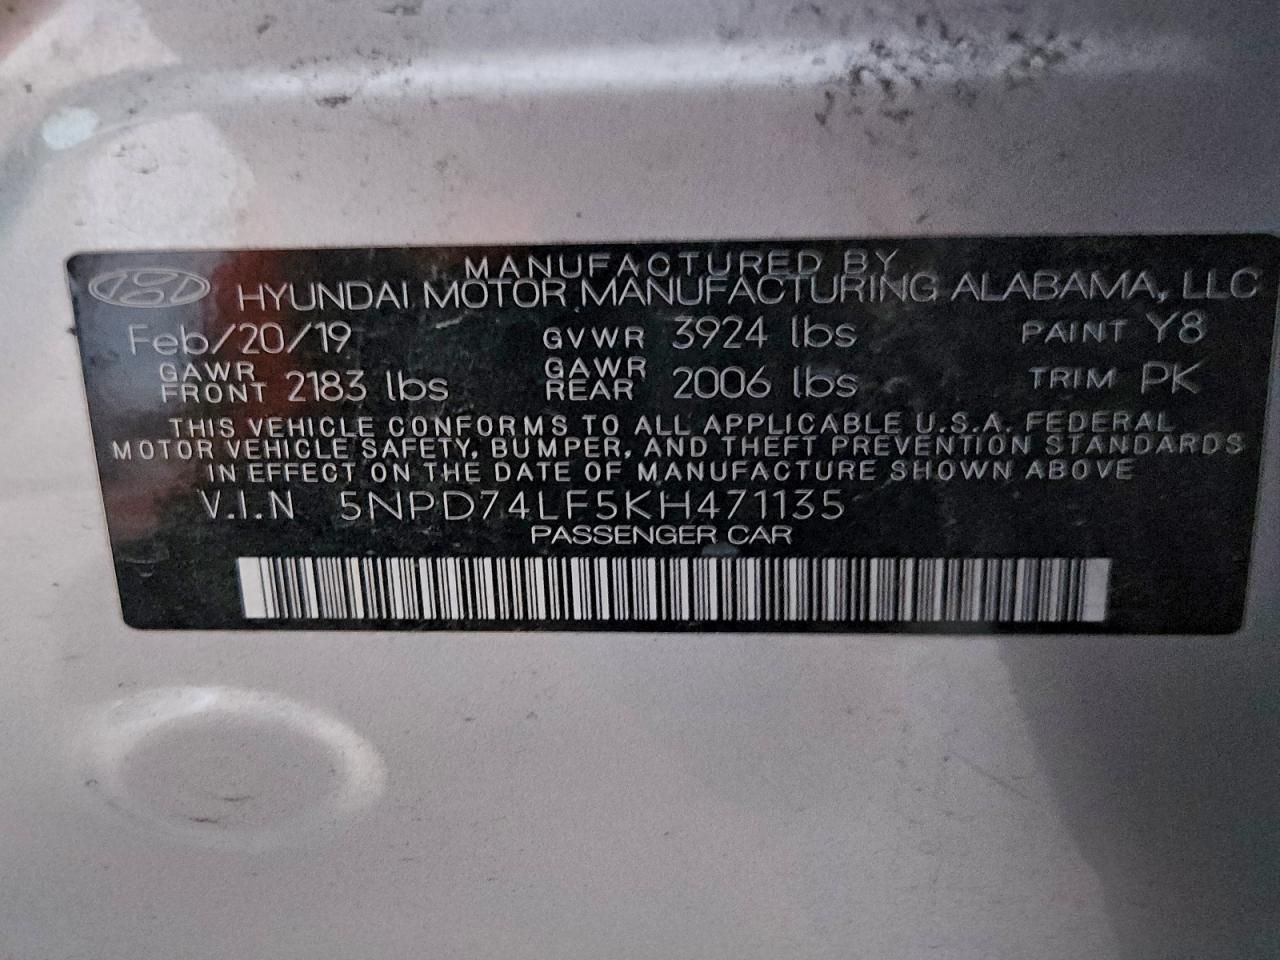 MANUFACTURED BY
HYUNDAI MOTOR MANUFACTURING ALABAMA, LLC
Feb/20/19 GVWR 3924 lbs PAINT Y8
GAWR FRONT 2183 lbs GAWR REAR 2006 lbs TRIM PK
THIS VEHICLE CONFORMS TO ALL APPLICABLE U.S.A. FEDERAL
MOTOR VEHICLE SAFETY, BUMPER, AND THEFT PREVENTION STANDARDS
IN EFFECT ON THE DATE OF MANUFACTURE SHOWN ABOVE
V.I.N 5NPD74LF5KH471135
PASSENGER CAR